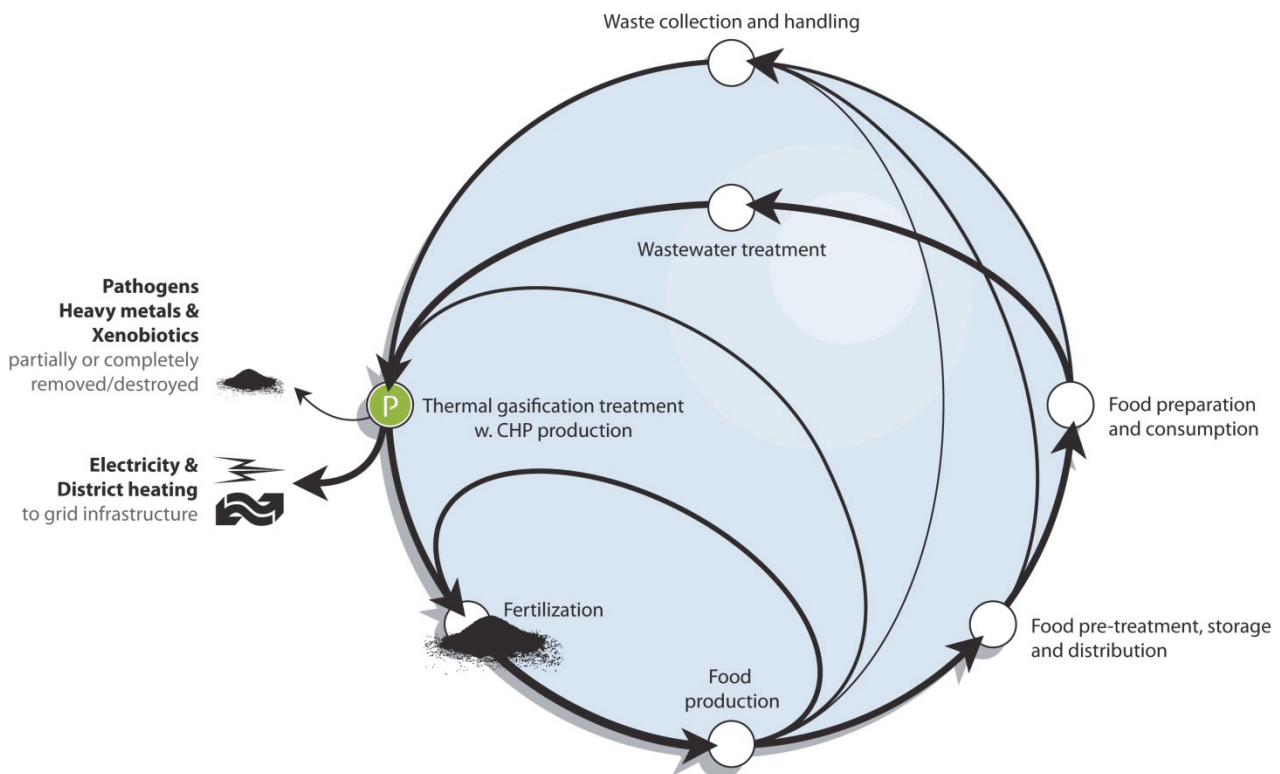 Waste collection and handling
Wastewater treatment
Pathogens
Heavy metals &
Xenobiotics
partially or completely
removed/destroyed
P
Thermal gasification treatment
w. CHP production
Food preparation
and consumption
Electricity &
District heating
to grid infrastructure
Fertilization
Food pre-treatment, storage
and distribution
Food
production